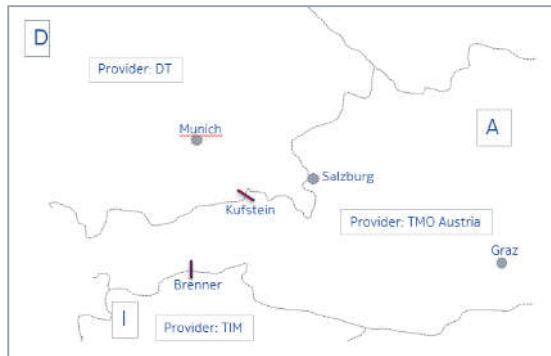 D
Provider: DT
Munich
A
Salzburg
Kufstein
Provider: TMO Austria
Graz
Brenner
I
Provider: TIM